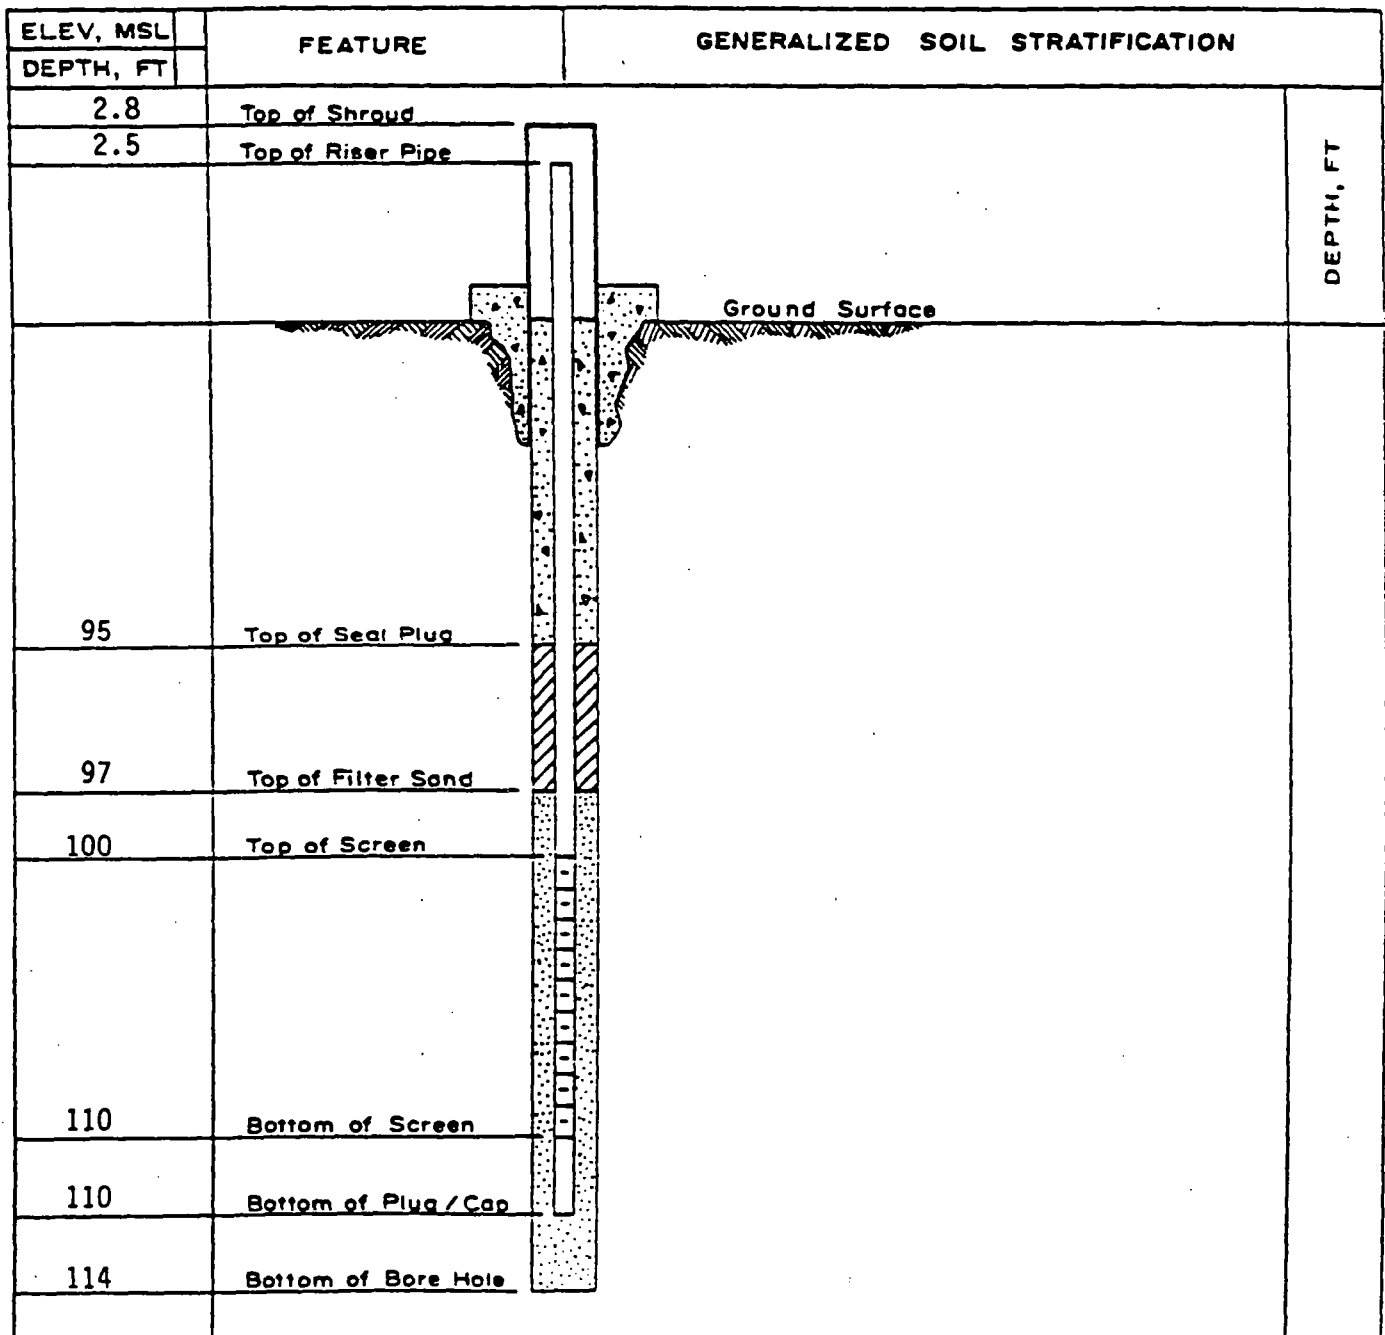 ELEV, MSL
DEPTH, FT
FEATURE
GENERALIZED SOIL STRATIFICATION
2.8 Top of Shroud
2.5 Top of Riser Pipe
DEPTH, FT
Ground Surface
95 Top of Seal Plug
97 Top of Filter Sand
100 Top of Screen
110 Bottom of Screen
110 Bottom of Plug / Cap
114 Bottom of Bore Hole